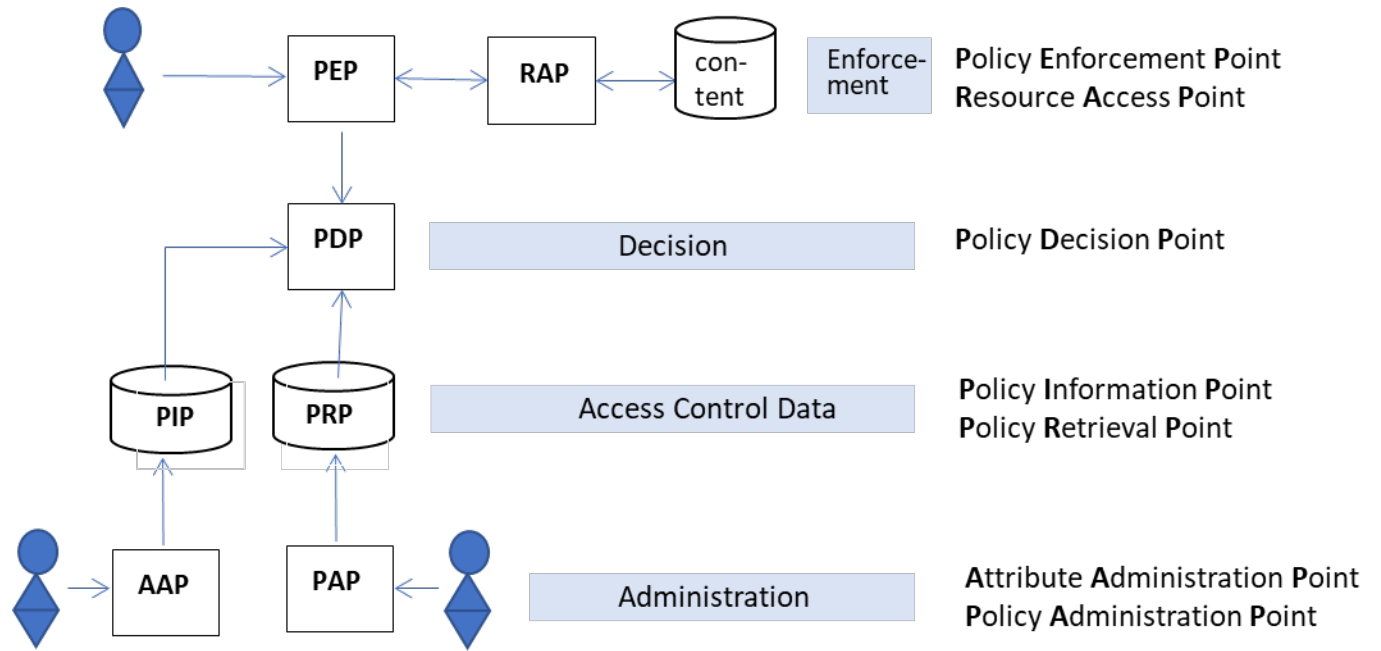 PEP
RAP
con-
tent
Enforce-
ment
Policy Enforcement Point
Resource Access Point
PDP
Decision
Policy Decision Point
PIP
PRP
Access Control Data
Policy Information Point
Policy Retrieval Point
AAP
PAP
Administration
Attribute Administration Point
Policy Administration Point